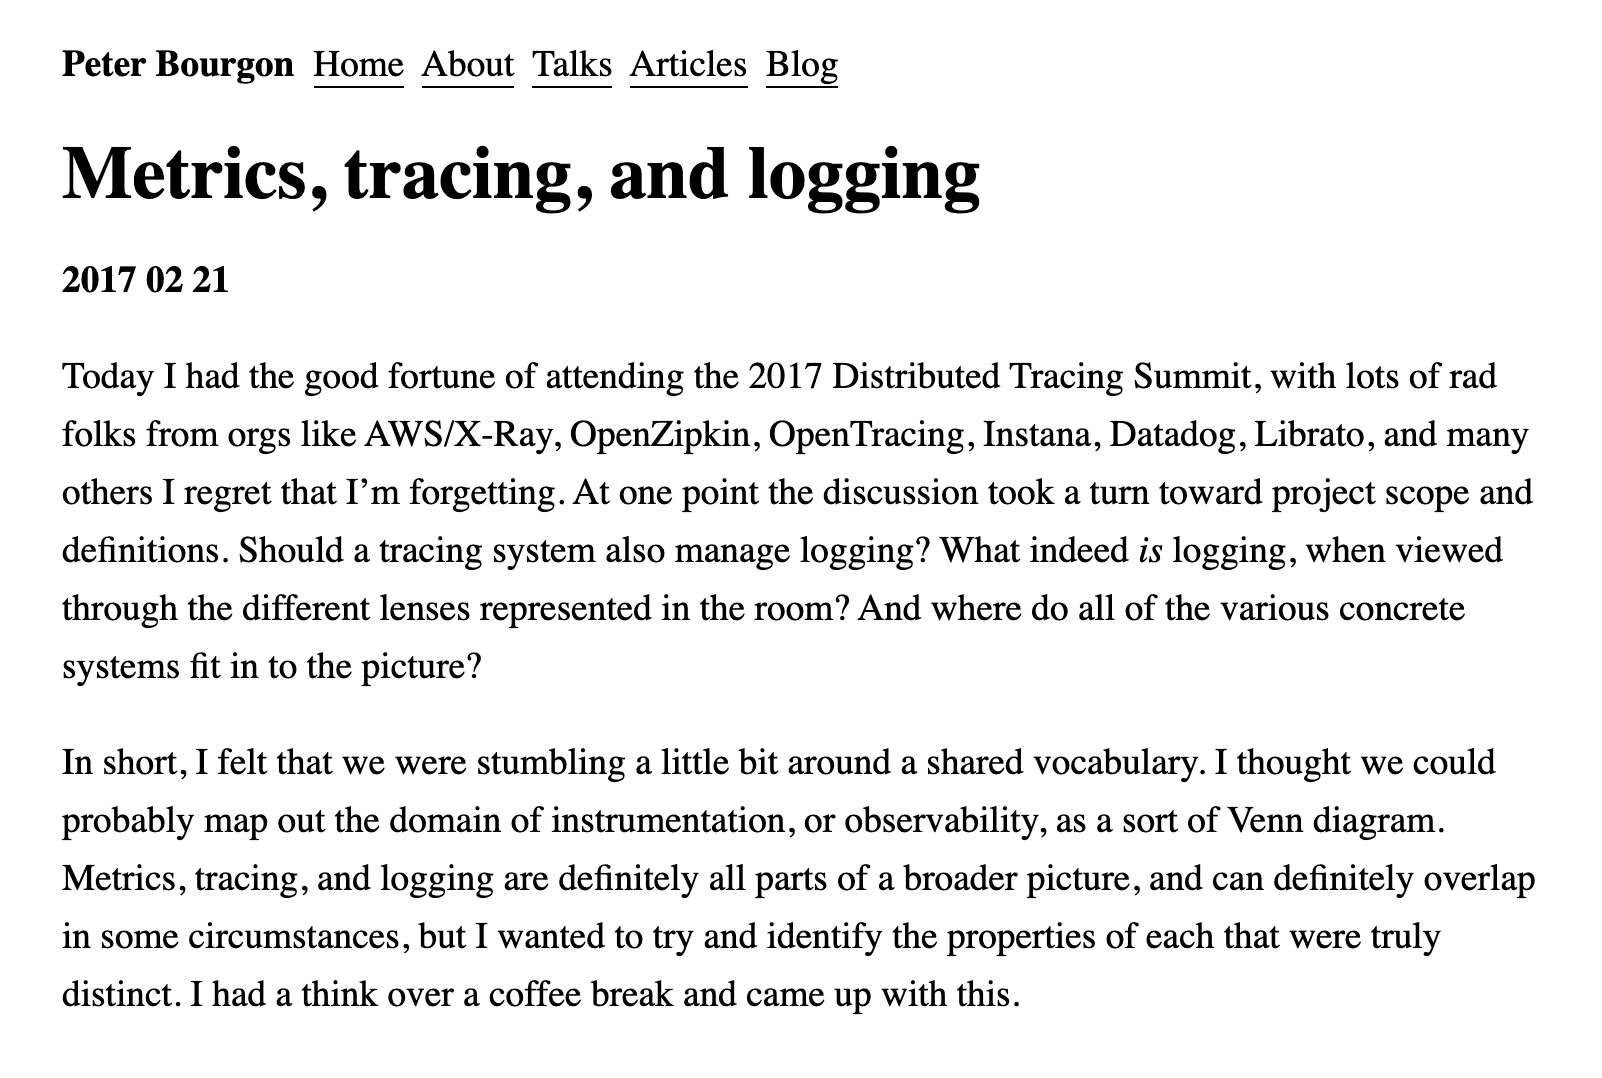 Peter Bourgon Home About Talks Articles Blog
Metrics, tracing, and logging
2017 02 21
Today I had the good fortune of attending the 2017 Distributed Tracing Summit, with lots of rad
folks from orgs like AWS/X-Ray, OpenZipkin, OpenTracing, Instana, Datadog, Librato, and many
others I regret that I’m forgetting. At one point the discussion took a turn toward project scope and
definitions. Should a tracing system also manage logging? What indeed is logging, when viewed
through the different lenses represented in the room? And where do all of the various concrete
systems fit in to the picture?
In short, I felt that we were stumbling a little bit around a shared vocabulary. I thought we could
probably map out the domain of instrumentation, or observability, as a sort of Venn diagram.
Metrics, tracing, and logging are definitely all parts of a broader picture, and can definitely overlap
in some circumstances, but I wanted to try and identify the properties of each that were truly
distinct. I had a think over a coffee break and came up with this.